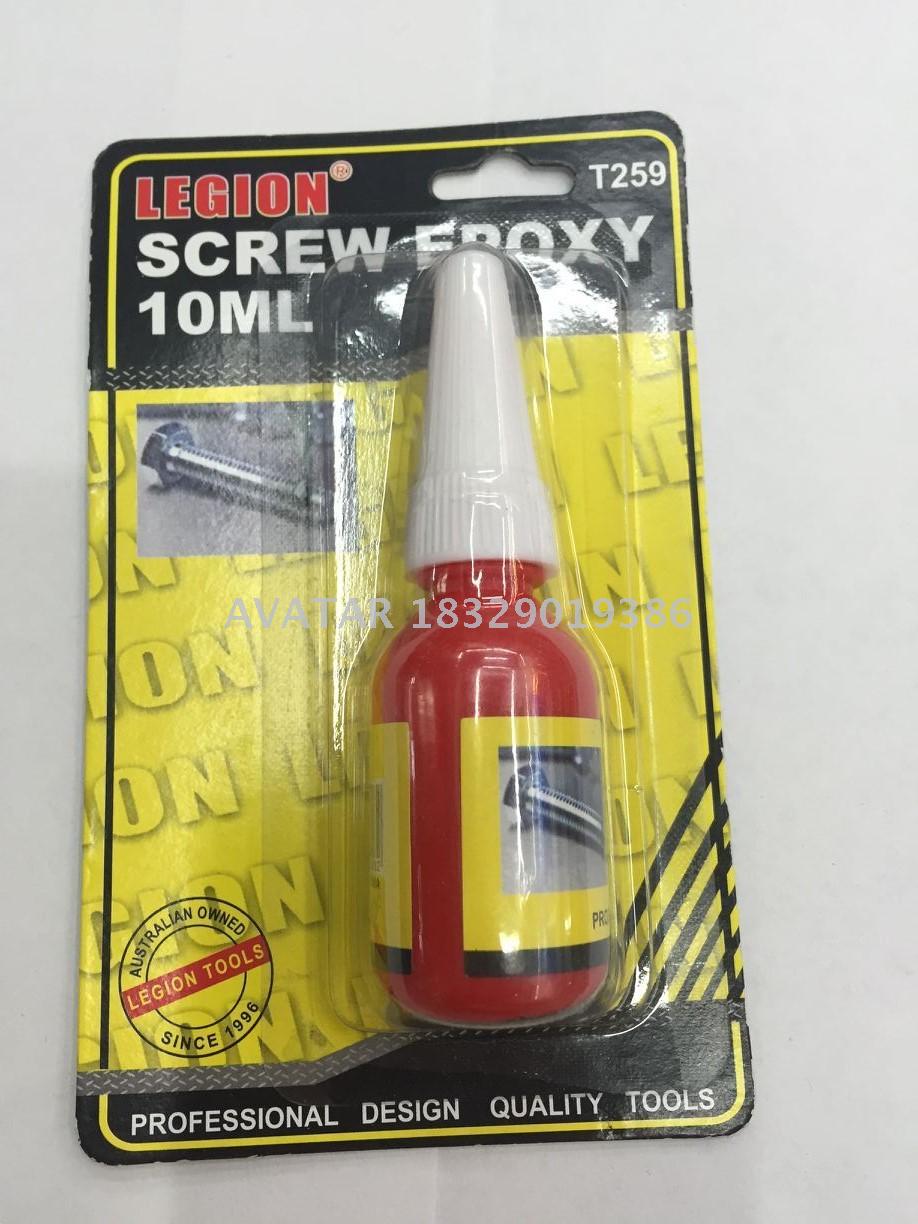 LEGION®
T259
SCREW EPOXY
10ML
AVATAR 18329019386
AUSTRALIAN OWNED
LEGION TOOLS
SINCE 1996
PROFESSIONAL DESIGN QUALITY TOOLS